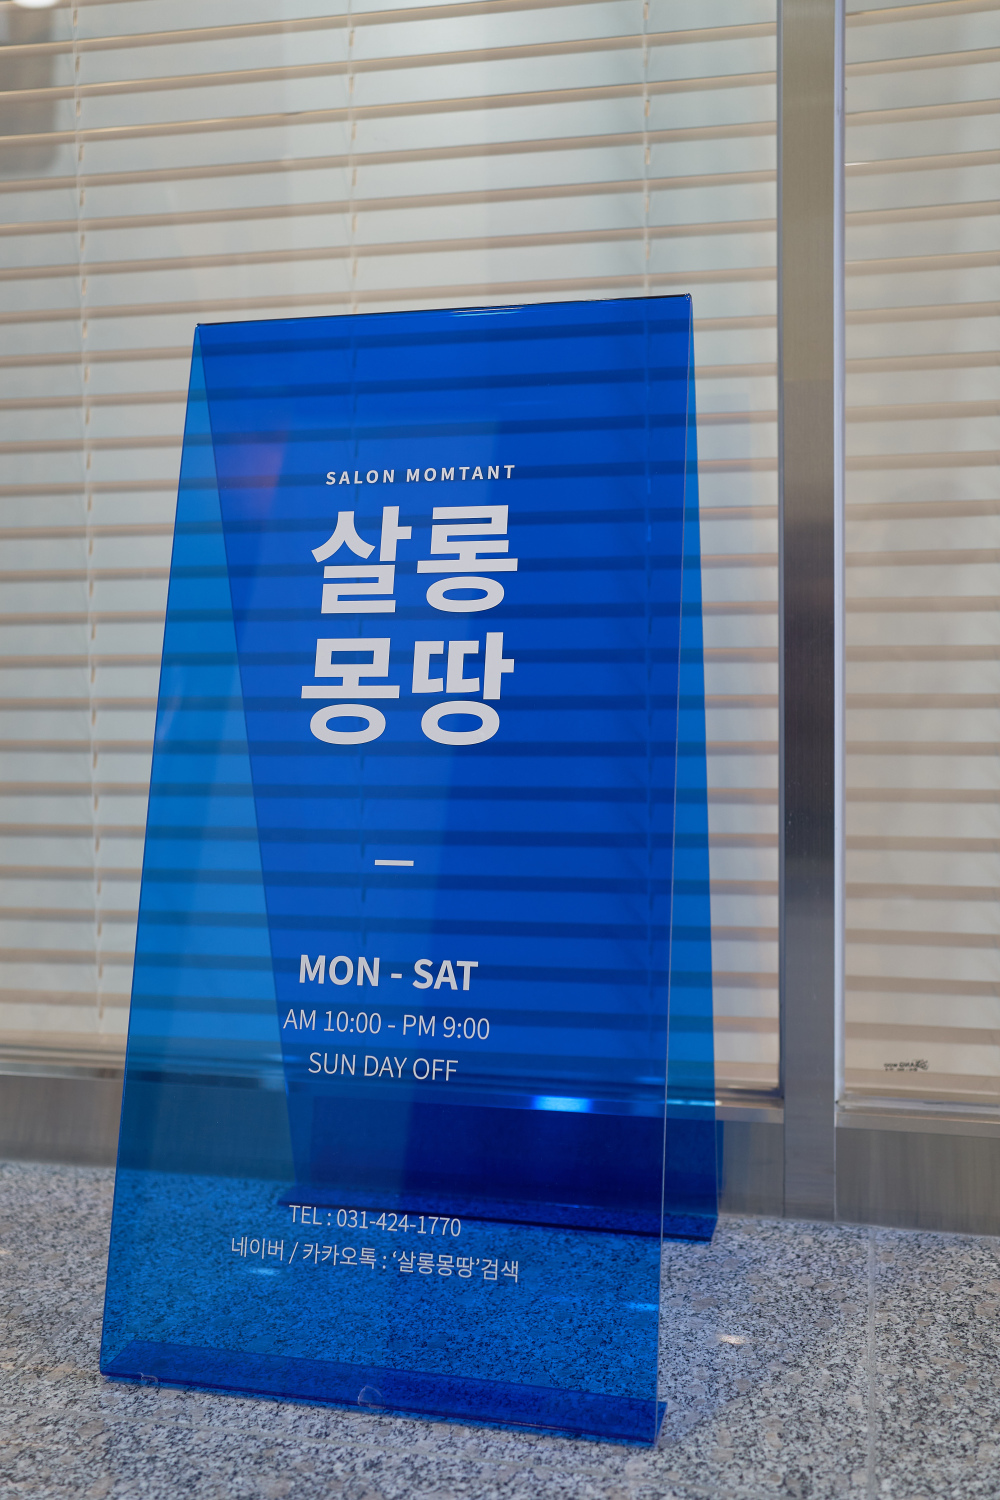 SALON MOMTANT
살롱
몽땅
MON - SAT
AM 10:00 - PM 9:00
SUN DAY OFF
TEL : 031-424-1770
네이버 / 카카오톡 : ‘살롱몽땅’검색